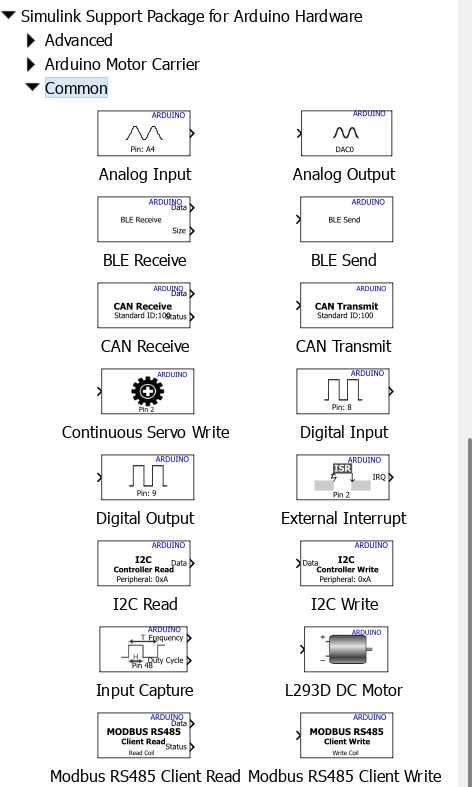 Simulink Support Package for Arduino Hardware
Advanced
Arduino Motor Carrier
Common
ARDUINO
Pin: A4
Analog Input
ARDUINO
DAC0
Analog Output
ARDUINO
BLE Receive
Data
Size
BLE Receive
ARDUINO
BLE Send
BLE Send
ARDUINO
Data
CAN Receive
Standard ID:100
Status
CAN Receive
ARDUINO
CAN Transmit
Standard ID:100
CAN Transmit
ARDUINO
Pin 2
Continuous Servo Write
ARDUINO
Pin: 8
Digital Input
ARDUINO
Pin: 9
Digital Output
ARDUINO
ISR
IRQ
Pin 2
External Interrupt
ARDUINO
I2C
Controller Read
Data
Peripheral: 0xA
I2C Read
ARDUINO
I2C
Data
Controller Write
Peripheral: 0xA
I2C Write
ARDUINO
T Frequency
H
Duty Cycle
Pin 48
Input Capture
ARDUINO
+
−
L293D DC Motor
ARDUINO
Data
MODBUS RS485
Client Read
Status
Read Coil
Modbus RS485 Client Read
ARDUINO
MODBUS RS485
Client Write
Write Coil
Modbus RS485 Client Write